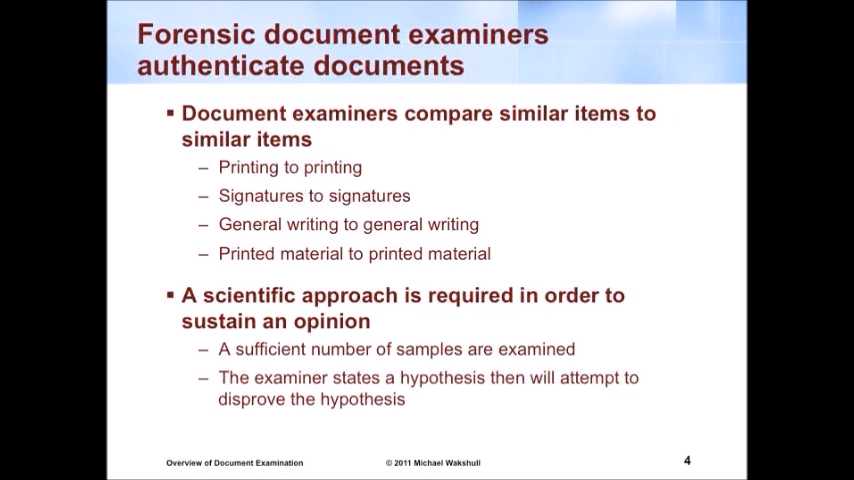 Forensic document examiners
authenticate documents
▪ Document examiners compare similar items to
similar items
– Printing to printing
– Signatures to signatures
– General writing to general writing
– Printed material to printed material
▪ A scientific approach is required in order to
sustain an opinion
– A sufficient number of samples are examined
– The examiner states a hypothesis then will attempt to
disprove the hypothesis
Overview of Document Examination © 2011 Michael Wakshull 4